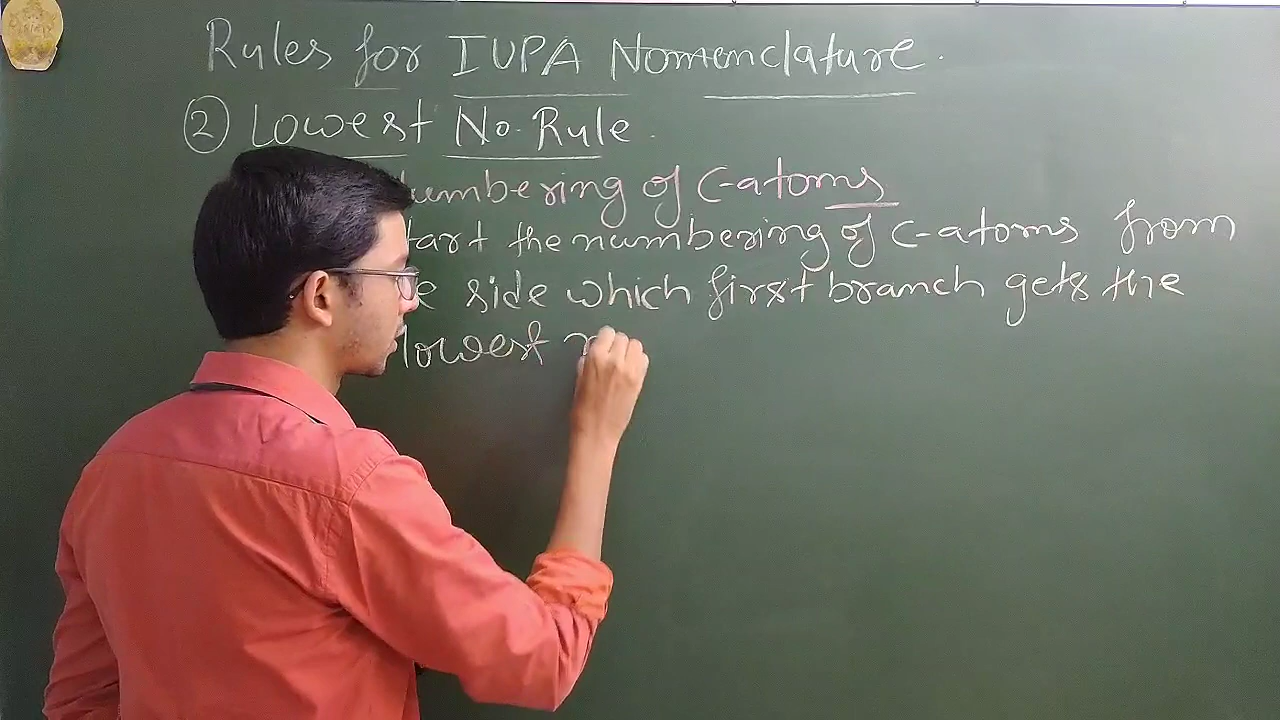 Rules for IUPA Nomenclature.
② Lowest No. Rule.
umbering of C-atoms
tart the numbering of C-atoms from
e side which first branch gets the
lowest n